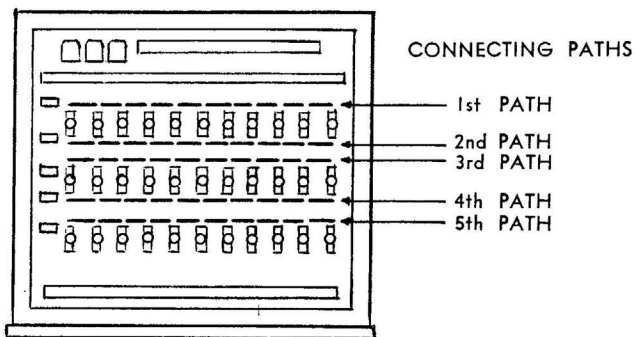 CONNECTING PATHS
1st PATH
2nd PATH
3rd PATH
4th PATH
5th PATH